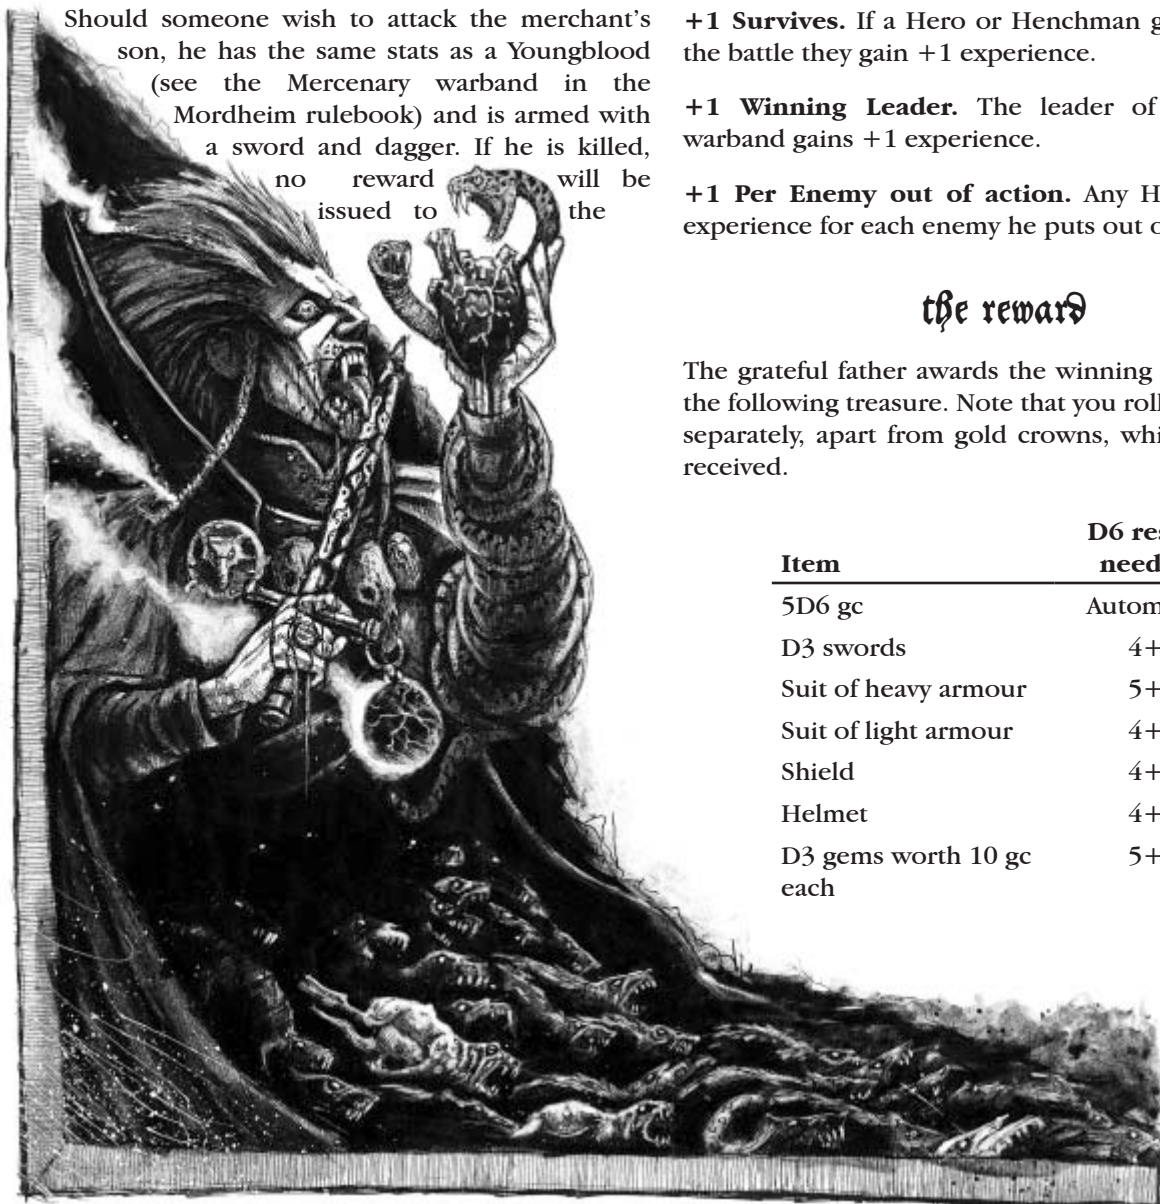 Should someone wish to attack the merchant's
son, he has the same stats as a Youngblood
(see the Mercenary warband in the
Mordheim rulebook) and is armed with
a sword and dagger. If he is killed,
no reward will be
issued to the
+1 Survives. If a Hero or Henchman
the battle they gain +1 experience.
+1 Winning Leader. The leader of
warband gains +1 experience.
+1 Per Enemy out of action. Any
experience for each enemy he puts out
the reward
The grateful father awards the winning
the following treasure. Note that you roll
separately, apart from gold crowns,
received.
D6
Item
5D6 gc
D3 swords 4+
Suit of heavy armour 5+
Suit of light armour 4+
Shield 4+
Helmet 4+
D3 gems worth 10 gc 5+
each